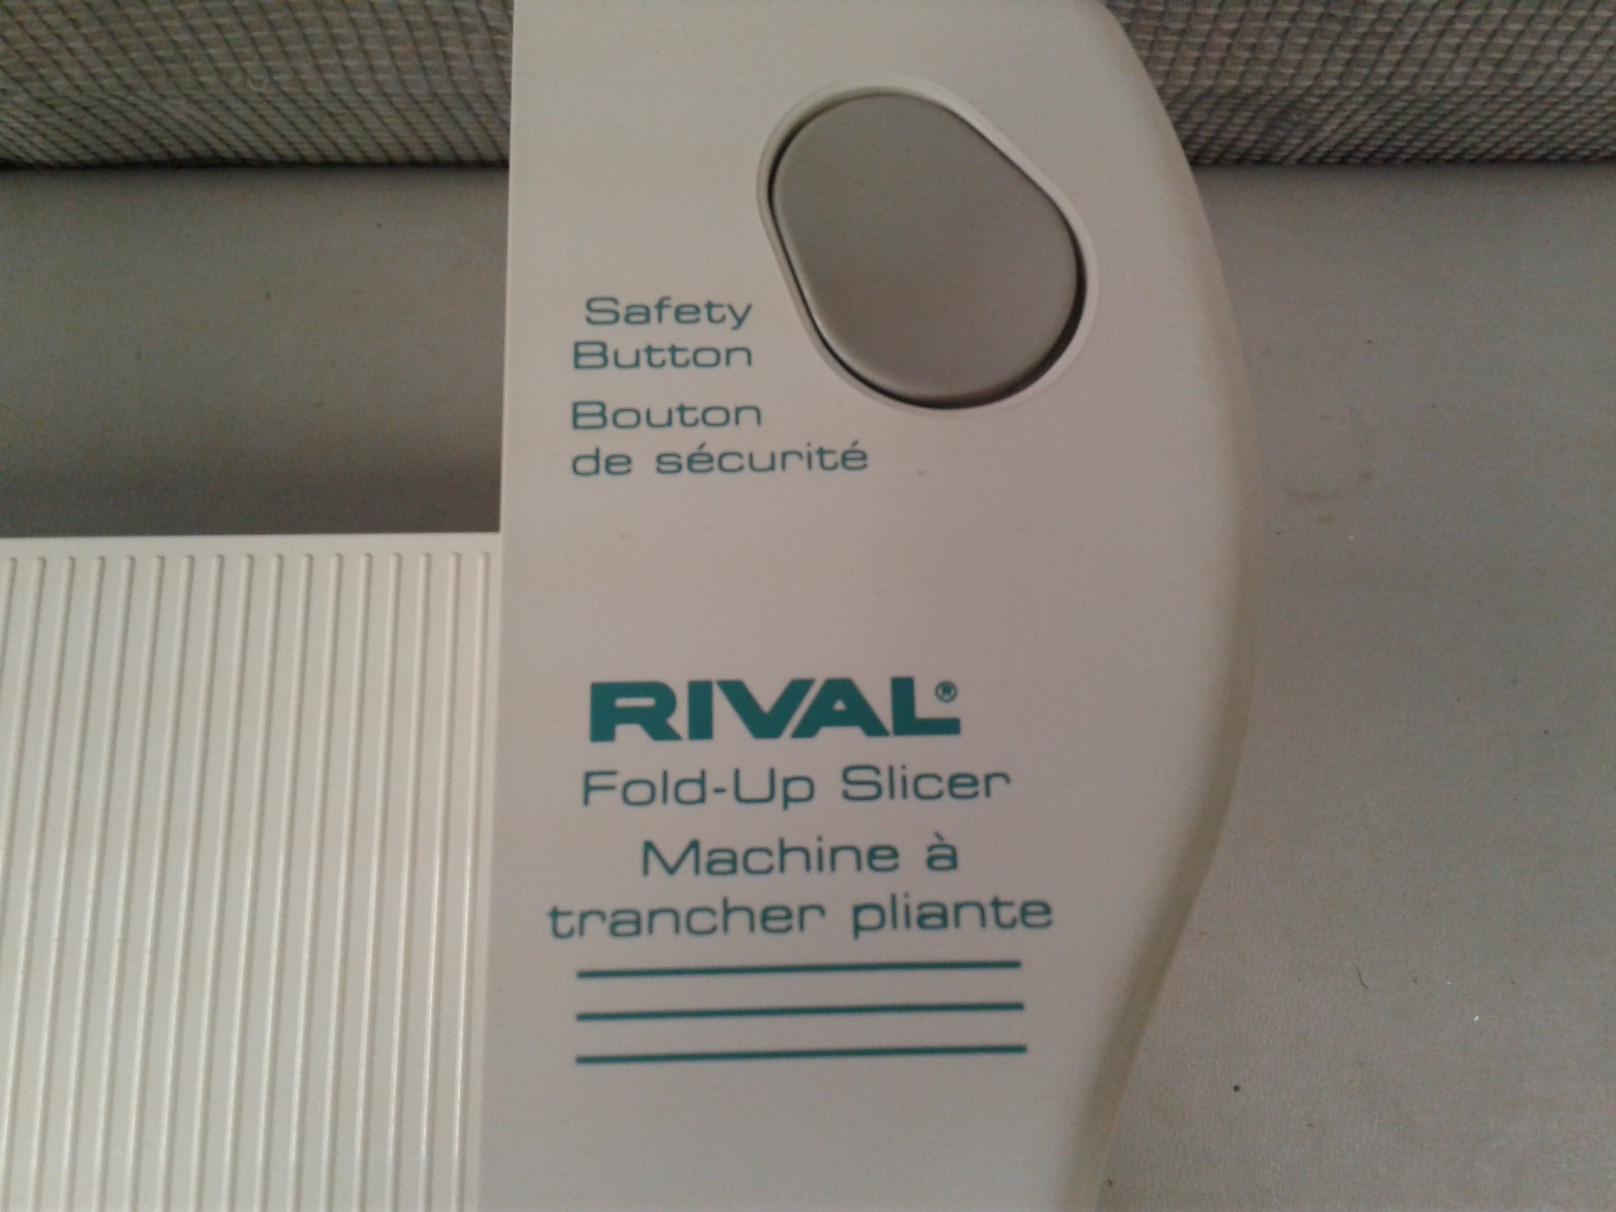 Safety
Button
Bouton
de sécurité
RIVAL®
Fold-Up Slicer
Machine à
trancher pliante